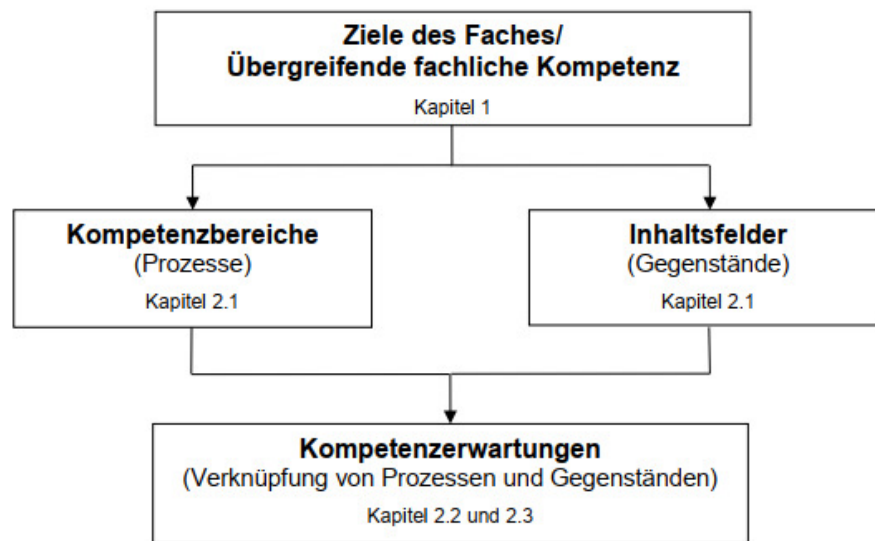 Ziele des Faches/
Übergreifende fachliche Kompetenz
Kapitel 1
Kompetenzbereiche
(Prozesse)
Kapitel 2.1
Inhaltsfelder
(Gegenstände)
Kapitel 2.1
Kompetenzerwartungen
(Verknüpfung von Prozessen und Gegenständen)
Kapitel 2.2 und 2.3